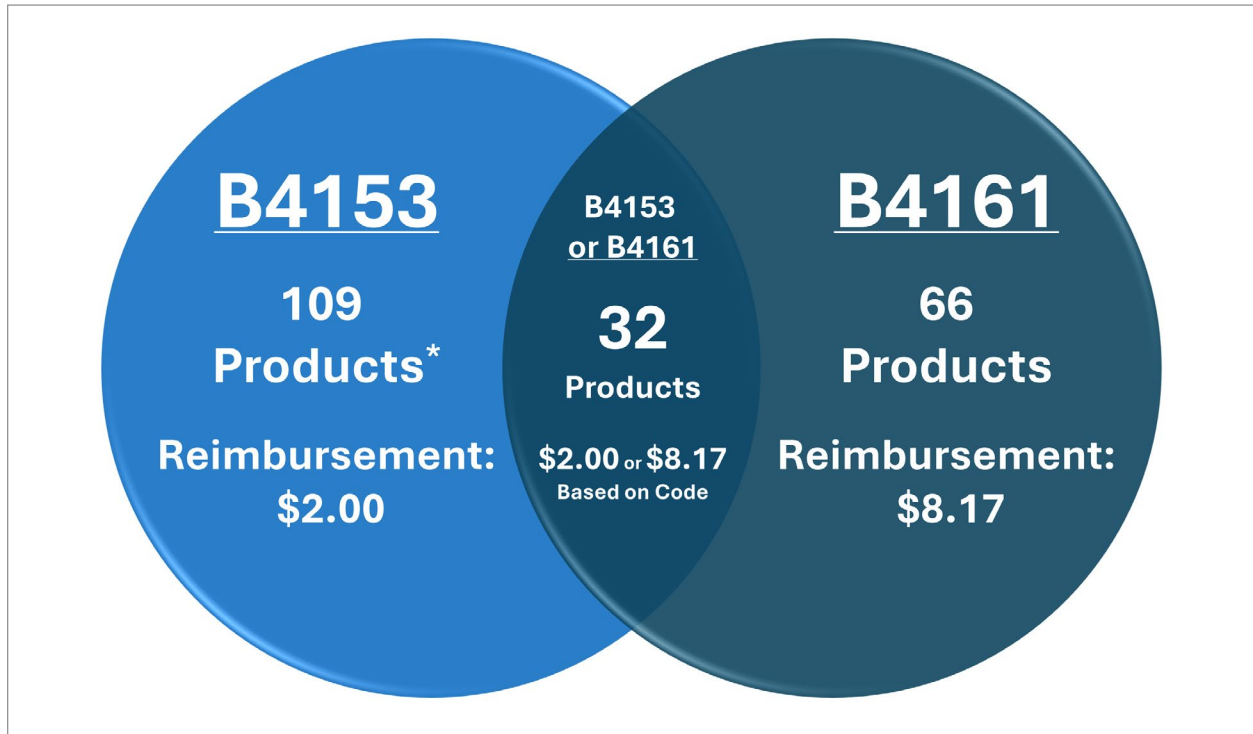 B4153
109
Products*
Reimbursement:
$2.00
B4153
or B4161
32
Products
$2.00 or $8.17
Based on Code
B4161
66
Products
Reimbursement:
$8.17